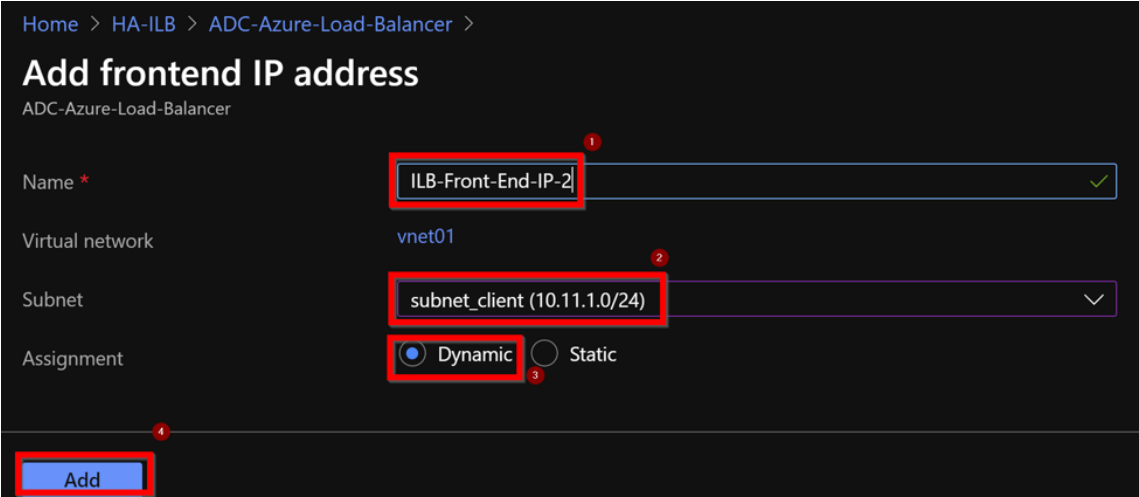 Home > HA-ILB > ADC-Azure-Load-Balancer >
Add frontend IP address
ADC-Azure-Load-Balancer
1
Name * ILB-Front-End-IP-2
Virtual network vnet01
2
Subnet subnet_client (10.11.1.0/24)
Assignment Dynamic Static
3
4
Add